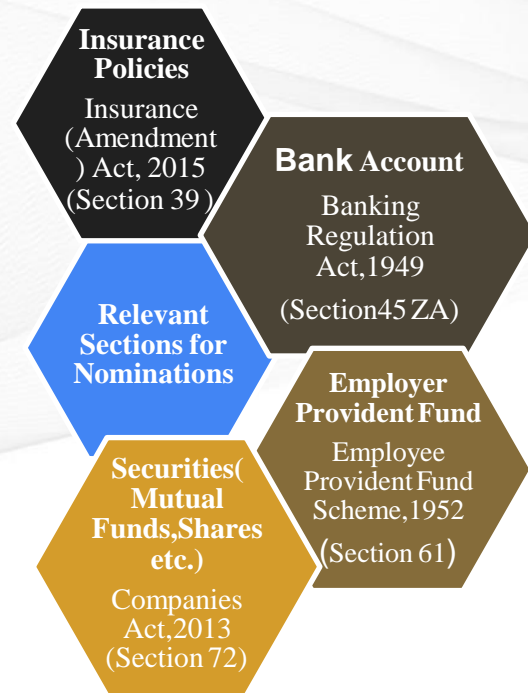 Insurance
Policies
Insurance
(Amendment
) Act, 2015
(Section 39)
Bank Account
Banking
Regulation
Act,1949
(Section45 ZA)
Relevant
Sections for
Nominations
Employer
Provident Fund
Employee
Provident Fund
Scheme,1952
(Section 61)
Securities(
Mutual
Funds,Shares
etc.)
Companies
Act,2013
(Section 72)